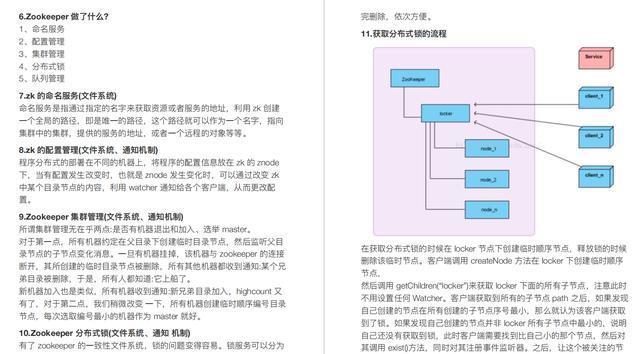 6.Zookeeper 做了什么?
1、命名服务
2、配置管理
3、集群管理
4、分布式锁
5、队列管理
7.zk 的命名服务(文件系统)
命名服务是指通过指定的名字来获取资源或者服务的地址，利用 zk 创建
一个全局的路径，即是唯一的路径，这个路径就可以作为一个名字，指向
集群中的集群，提供的服务的地址，或者一个远程的对象等等。
8.zk 的配置管理(文件系统、通知机制)
程序分布式的部署在不同的机器上，将程序的配置信息放在 zk 的 znode
下，当有配置发生改变时，也就是 znode 发生变化时，可以通过改变 zk
中某个目录节点的内容，利用 watcher 通知给各个客户端，从而更改配
置。
9.Zookeeper 集群管理(文件系统、通知机制)
所谓集群管理无在乎两点:是否有机器退出和加入、选举 master。
对于第一点，所有机器约定在父目录下创建临时目录节点，然后监听父目
录节点的子节点变化消息。一旦有机器挂掉，该机器与 zookeeper 的连接
断开，其所创建的临时目录节点被删除，所有其他机器都收到通知:某个兄
弟目录被删除，于是，所有人都知道:它上船了。
新机器加入也是类似，所有机器收到通知:新兄弟目录加入，highcount 又
有了，对于第二点，我们稍微改变 一下，所有机器创建临时顺序编号目录
节点，每次选取编号最小的机器作为 master 就好。
10.Zookeeper 分布式锁(文件系统、通知 机制)
有了 zookeeper 的一致性文件系统，锁的问题变得容易。锁服务可以分为
完删除，依次方便。
11.获取分布式锁的流程
ZooKeeper
locker
node_1
node_2
node_n
Service
client_1
client_2
client_n
在获取分布式锁的时候在 locker 节点下创建临时顺序节点，释放锁的时候
删除该临时节点。客户端调用 createNode 方法在 locker 下创建临时顺序
节点，
然后调用 getChildren("locker")来获取 locker 下面的所有子节点，注意此时
不用设置任何 Watcher。客户端获取到所有的子节点 path 之后，如果发现
自己创建的节点在所有创建的子节点序号最小，那么就认为该客户端获取
到了锁。如果发现自己创建的节点并非 locker 所有子节点中最小的，说明
自己还没有获取到锁，此时客户端需要找到比自己小的那个节点，然后对
其调用 exist()方法，同时对其注册事件监听器。之后，让这个被关注的节